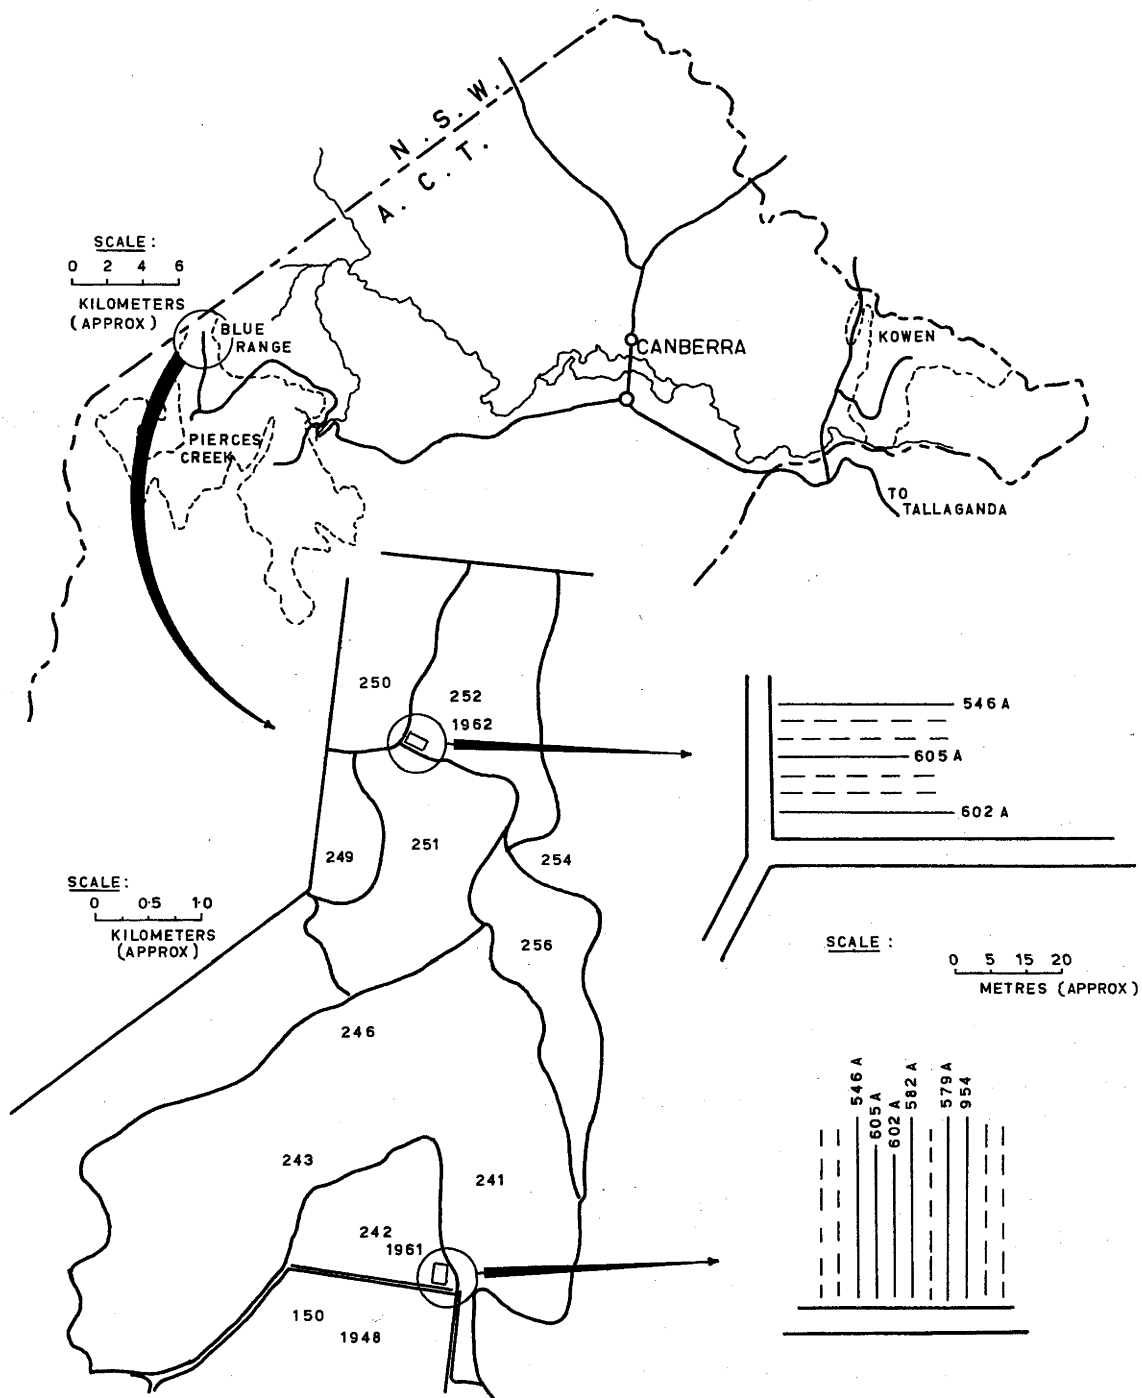 N. S. W.
A. C. T.
SCALE :
0 2 4 6
KILOMETERS
(APPROX)
BLUE
RANGE
CANBERRA
KOWEN
PIERCES
CREEK
TO
TALLAGANDA
250
252
1962
546 A
605 A
602 A
249
251
254
SCALE:
0 0·5 1·0
KILOMETERS
(APPROX)
256
SCALE :
0 5 15 20
METRES (APPROX)
246
546 A
605 A
602 A
582 A
579 A
954
243
241
242
1961
150
1948